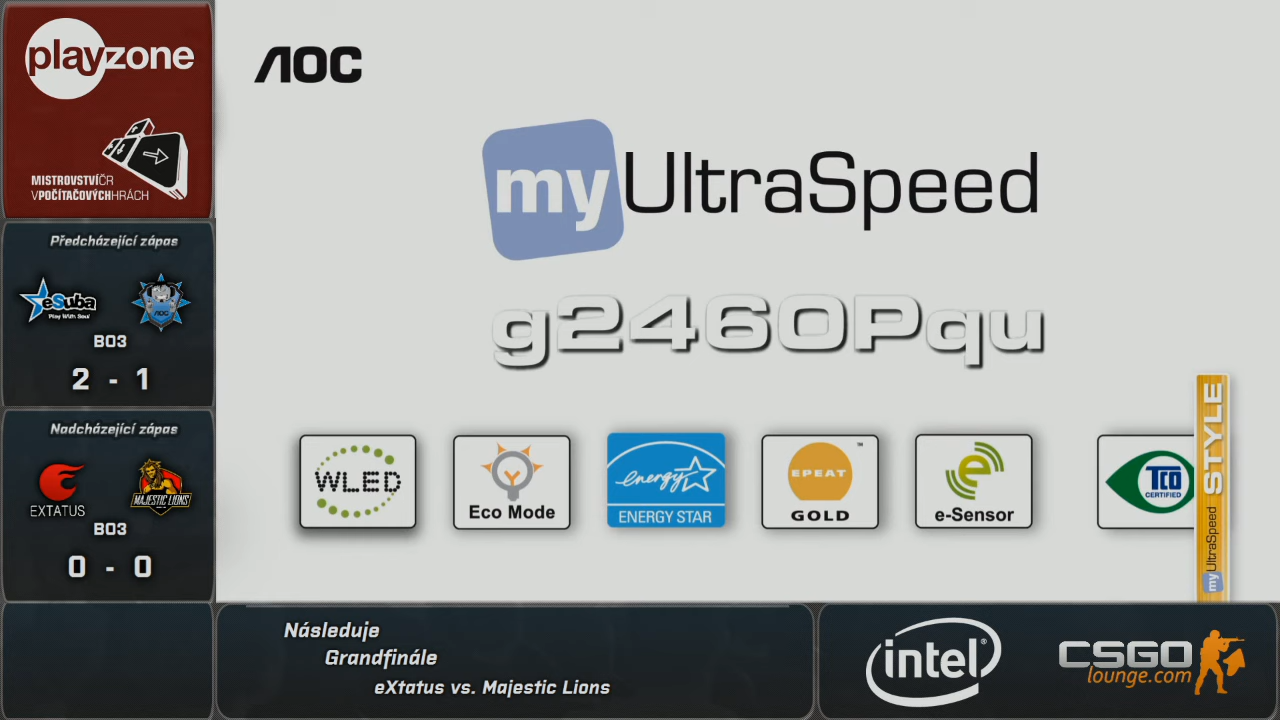 playzone
MISTROVSTVÍČR
VPOČÍTAČOVÝCHHRÁCH
Předcházející zápas
eSuba
Play With Soul
AOC
BO3
2 - 1
Nadcházející zápas
EXTATUS
MAJESTIC LIONS
BO3
0 - 0
AOC
myUltraSpeed
g2460Pqu
WLED
Eco Mode
energy
ENERGY STAR
EPEAT™
GOLD
e
e-Sensor
TCO
CERTIFIED
myUltraSpeed STYLE
Následuje
Grandfinále
eXtatus vs. Majestic Lions
intel®
CSGO
lounge.com